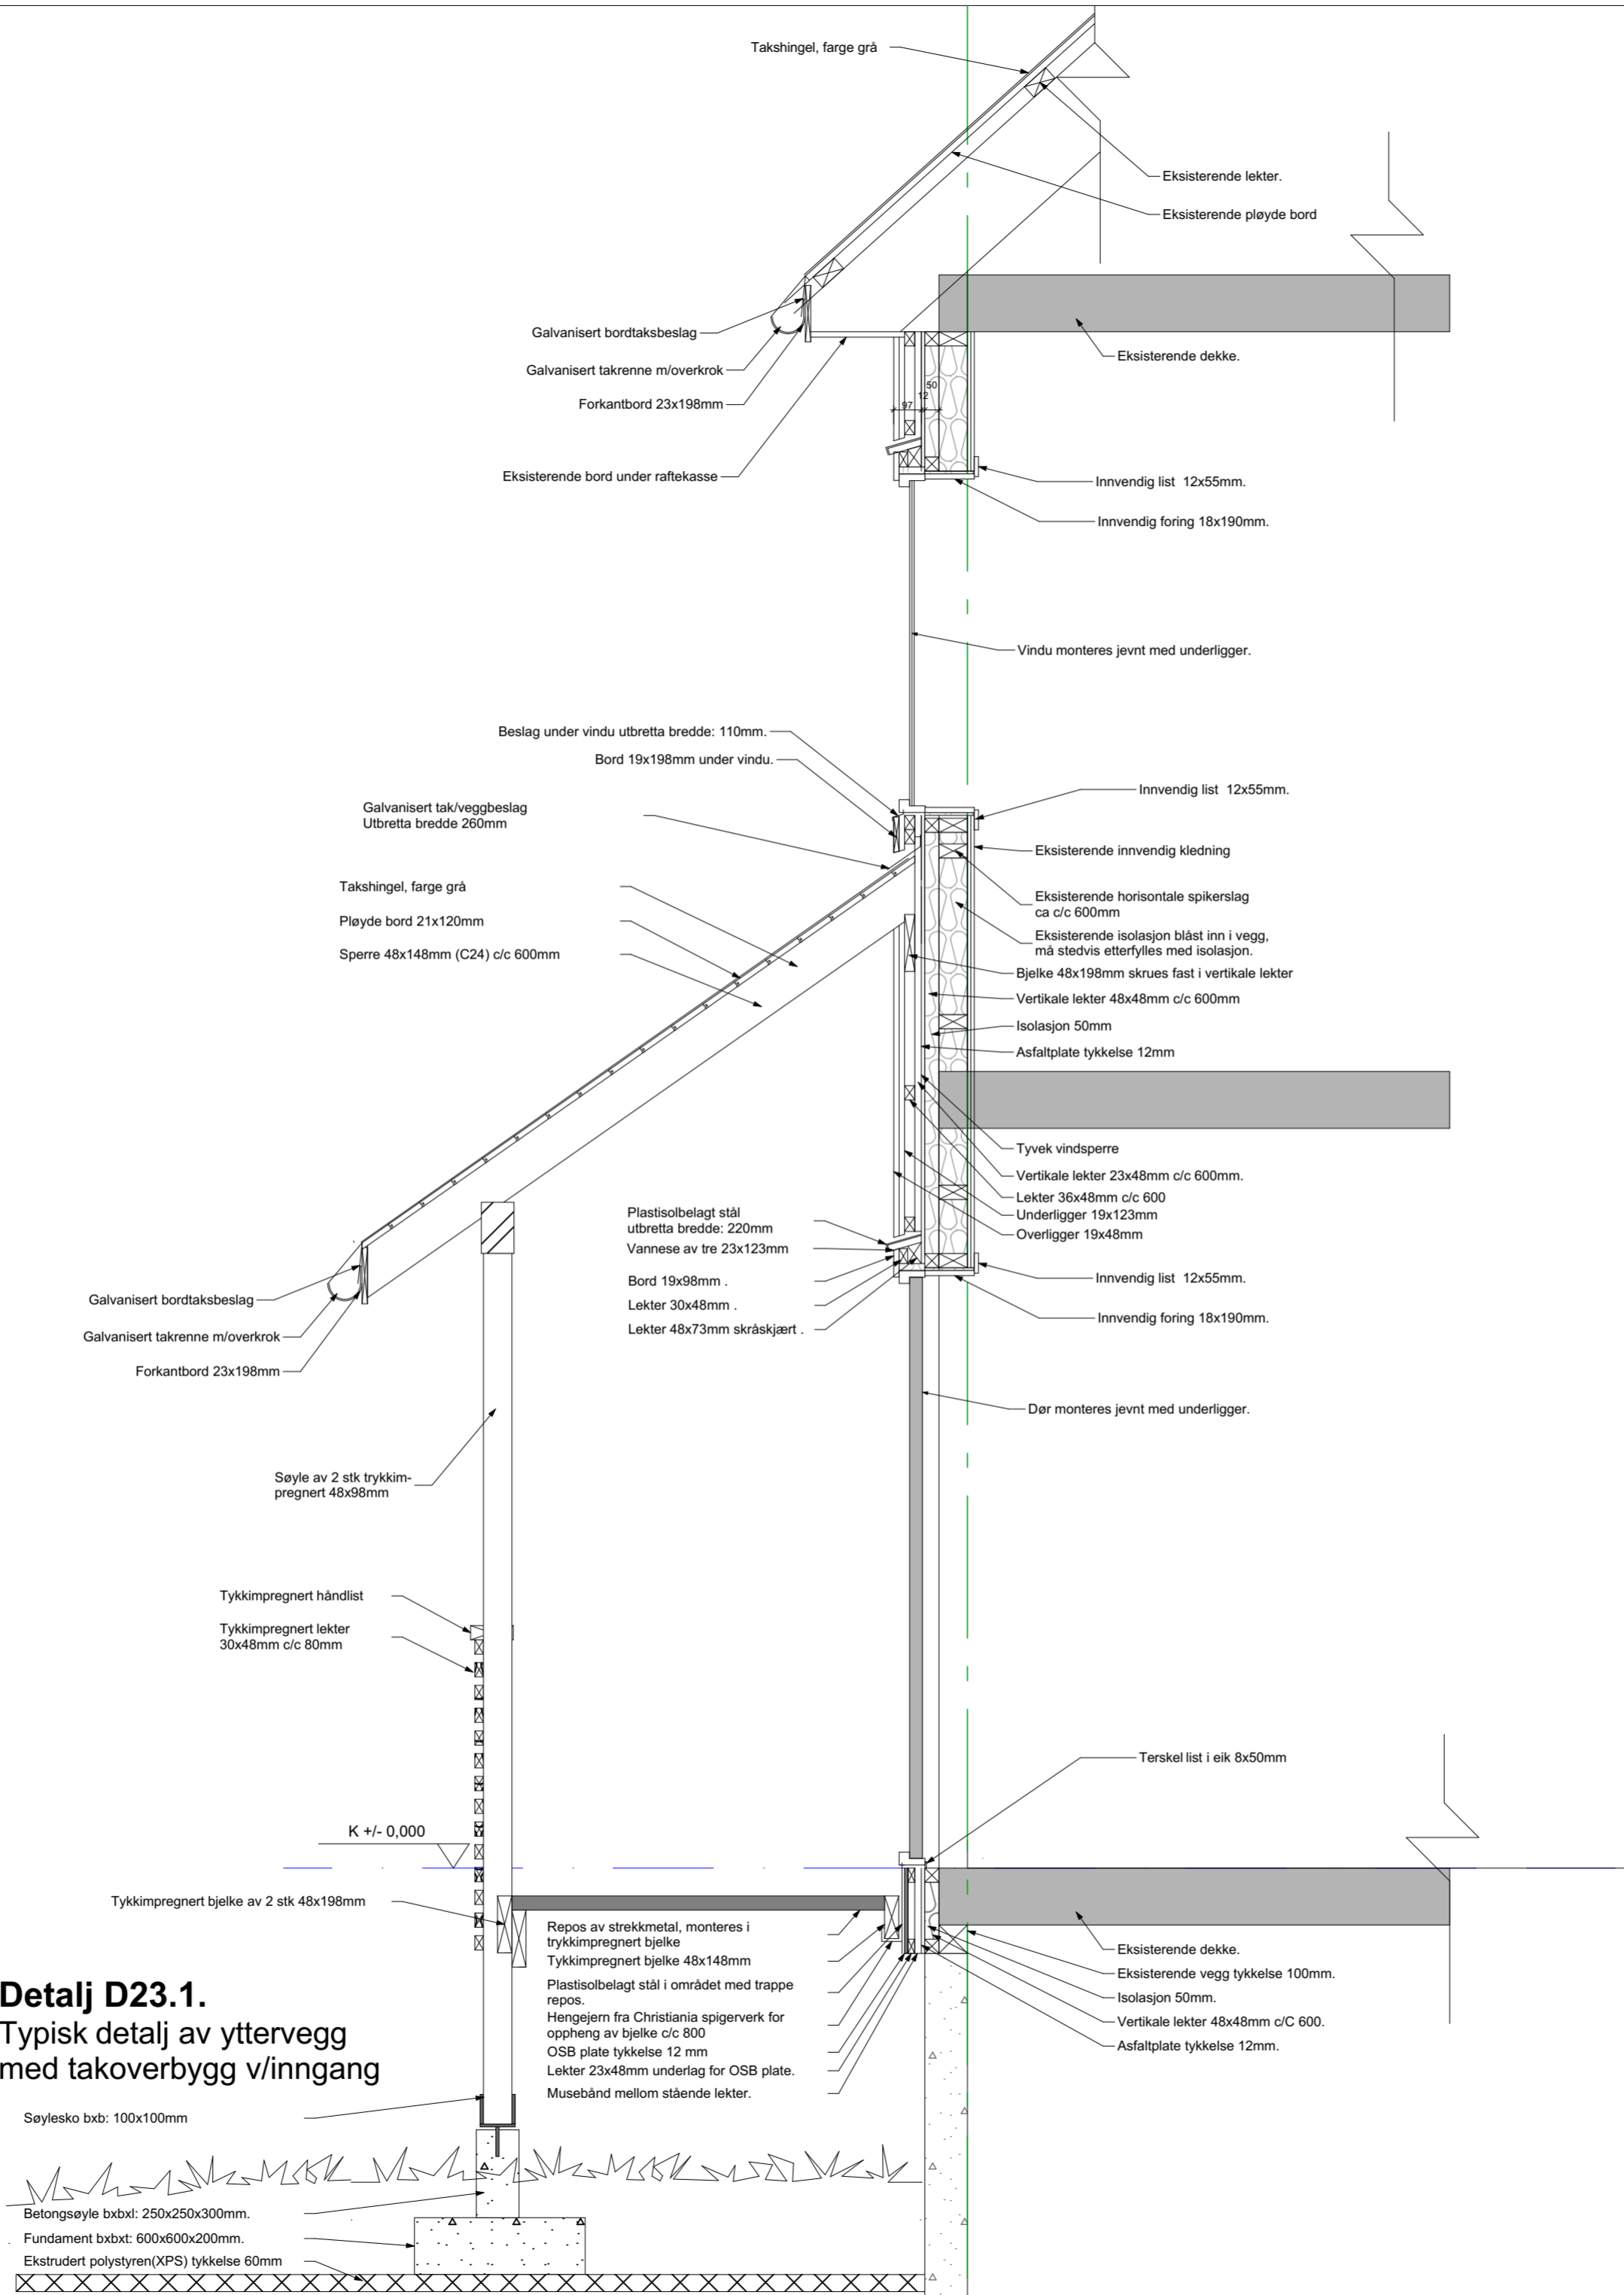 Takshingel, farge grå
Eksisterende lekter.
Eksisterende pløyde bord
Galvanisert bordtaksbeslag
Eksisterende dekke.
Galvanisert takrenne m/overkrok
50
12
97
Forkantbord 23x198mm
Eksisterende bord under raftekasse
Innvendig list 12x55mm.
Innvendig foring 18x190mm.
Vindu monteres jevnt med underligger.
Beslag under vindu utbretta bredde: 110mm.
Bord 19x198mm under vindu.
Innvendig list 12x55mm.
Galvanisert tak/veggbeslag
Utbretta bredde 260mm
Eksisterende innvendig kledning
Takshingel, farge grå
Pløyde bord 21x120mm
Sperre 48x148mm (C24) c/c 600mm
Eksisterende horisontale spikerslag
ca c/c 600mm
Eksisterende isolasjon blåst inn i vegg,
må stedvis etterfylles med isolasjon.
Bjelke 48x198mm skrues fast i vertikale lekter
Vertikale lekter 48x48mm c/c 600mm
Isolasjon 50mm
Asfaltplate tykkelse 12mm
Tyvek vindsperre
Vertikale lekter 23x48mm c/c 600mm.
Lekter 36x48mm c/c 600
Underligger 19x123mm
Overligger 19x48mm
Plastisolbelagt stål
utbretta bredde: 220mm
Vannese av tre 23x123mm
Bord 19x98mm .
Lekter 30x48mm .
Lekter 48x73mm skråskjært .
Innvendig list 12x55mm.
Innvendig foring 18x190mm.
Galvanisert bordtaksbeslag
Galvanisert takrenne m/overkrok
Forkantbord 23x198mm
Dør monteres jevnt med underligger.
Søyle av 2 stk trykkim-
pregnert 48x98mm
Tykkimpregnert håndlist
Tykkimpregnert lekter
30x48mm c/c 80mm
Terskel list i eik 8x50mm
K +/- 0,000
Tykkimpregnert bjelke av 2 stk 48x198mm
Repos av strekkmetal, monteres i
trykkimpregnert bjelke
Tykkimpregnert bjelke 48x148mm
Plastisolbelagt stål i området med trappe
repos.
Hengejern fra Christiania spigerverk for
oppheng av bjelke c/c 800
OSB plate tykkelse 12 mm
Lekter 23x48mm underlag for OSB plate.
Musebånd mellom stående lekter.
Eksisterende dekke.
Eksisterende vegg tykkelse 100mm.
Isolasjon 50mm.
Vertikale lekter 48x48mm c/C 600.
Asfaltplate tykkelse 12mm.
Detalj D23.1.
Typisk detalj av yttervegg
med takoverbygg v/inngang
Søylesko bxb: 100x100mm
Betongsøyle bxbxl: 250x250x300mm.
Fundament bxbxt: 600x600x200mm.
Ekstrudert polystyren(XPS) tykkelse 60mm